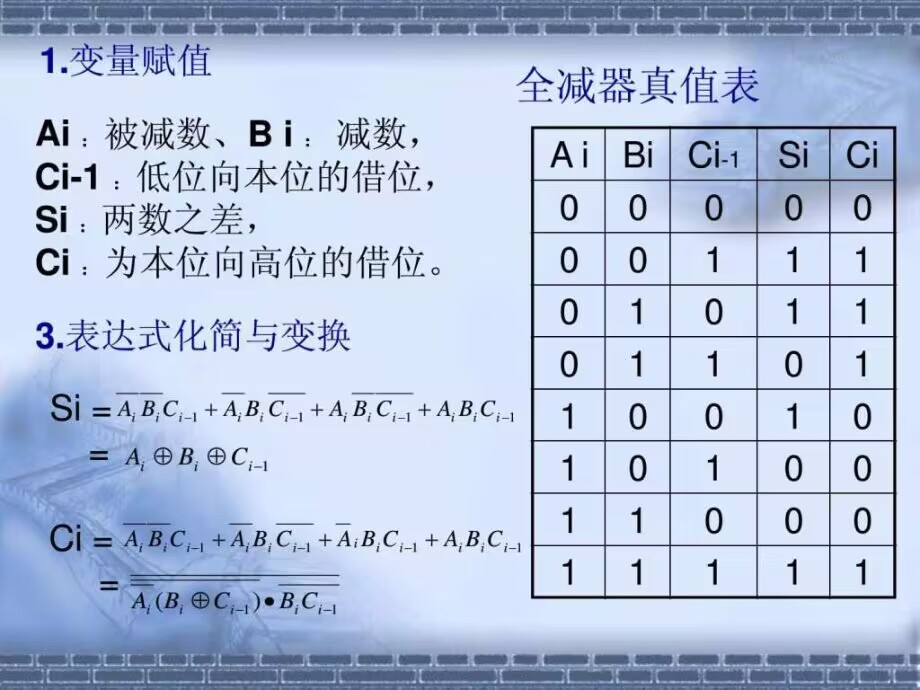 1.变量赋值
Ai：被减数、B i： 减数，
Ci-1：低位向本位的借位，
Si：两数之差，
Ci：为本位向高位的借位。
3.表达式化简与变换
Si = A̅ᵢB̅ᵢCᵢ₋₁ + A̅ᵢBᵢC̅ᵢ₋₁ + AᵢB̅ᵢC̅ᵢ₋₁ + AᵢBᵢCᵢ₋₁
= Aᵢ ⊕ Bᵢ ⊕ Cᵢ₋₁
Ci = A̅ᵢB̅ᵢCᵢ₋₁ + A̅ᵢBᵢC̅ᵢ₋₁ + A̅ᵢBᵢCᵢ₋₁ + AᵢBᵢCᵢ₋₁
= \overline{\overline{\overline{Aᵢ}(Bᵢ ⊕ Cᵢ₋₁)} • \overline{BᵢCᵢ₋₁}}
全减器真值表
A i Bi Ci-1 Si Ci
0 0 0 0 0
0 0 1 1 1
0 1 0 1 1
0 1 1 0 1
1 0 0 1 0
1 0 1 0 0
1 1 0 0 0
1 1 1 1 1